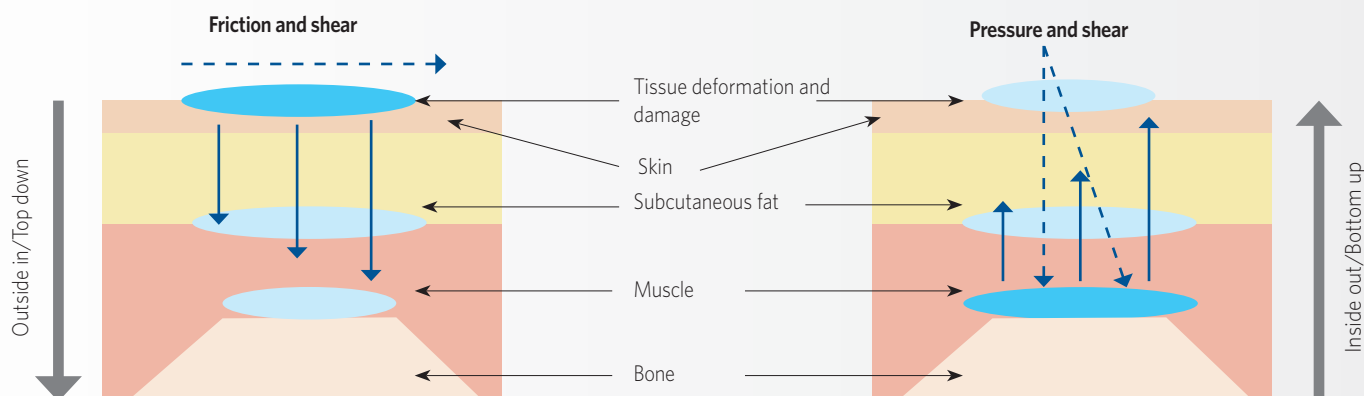 Friction and shear
Pressure and shear
Tissue deformation and
damage
Skin
Subcutaneous fat
Muscle
Bone
Outside in/Top down
Inside out/Bottom up